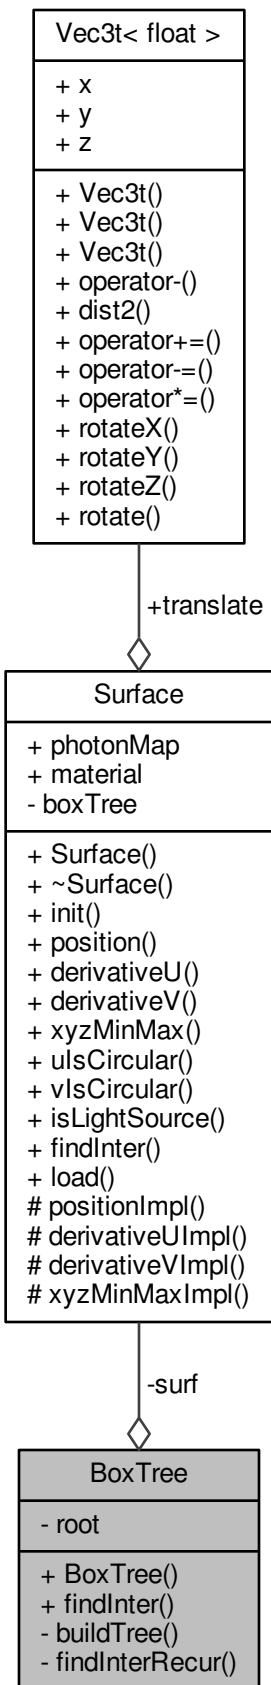 Vec3t< float >
+ x
+ y
+ z
+ Vec3t()
+ Vec3t()
+ Vec3t()
+ operator-()
+ dist2()
+ operator+=()
+ operator-=()
+ operator*=()
+ rotateX()
+ rotateY()
+ rotateZ()
+ rotate()
+translate
Surface
+ photonMap
+ material
- boxTree
+ Surface()
+ ~Surface()
+ init()
+ position()
+ derivativeU()
+ derivativeV()
+ xyzMinMax()
+ uIsCircular()
+ vIsCircular()
+ isLightSource()
+ findInter()
+ load()
# positionImpl()
# derivativeUImpl()
# derivativeVImpl()
# xyzMinMaxImpl()
-surf
BoxTree
- root
+ BoxTree()
+ findInter()
- buildTree()
- findInterRecur()